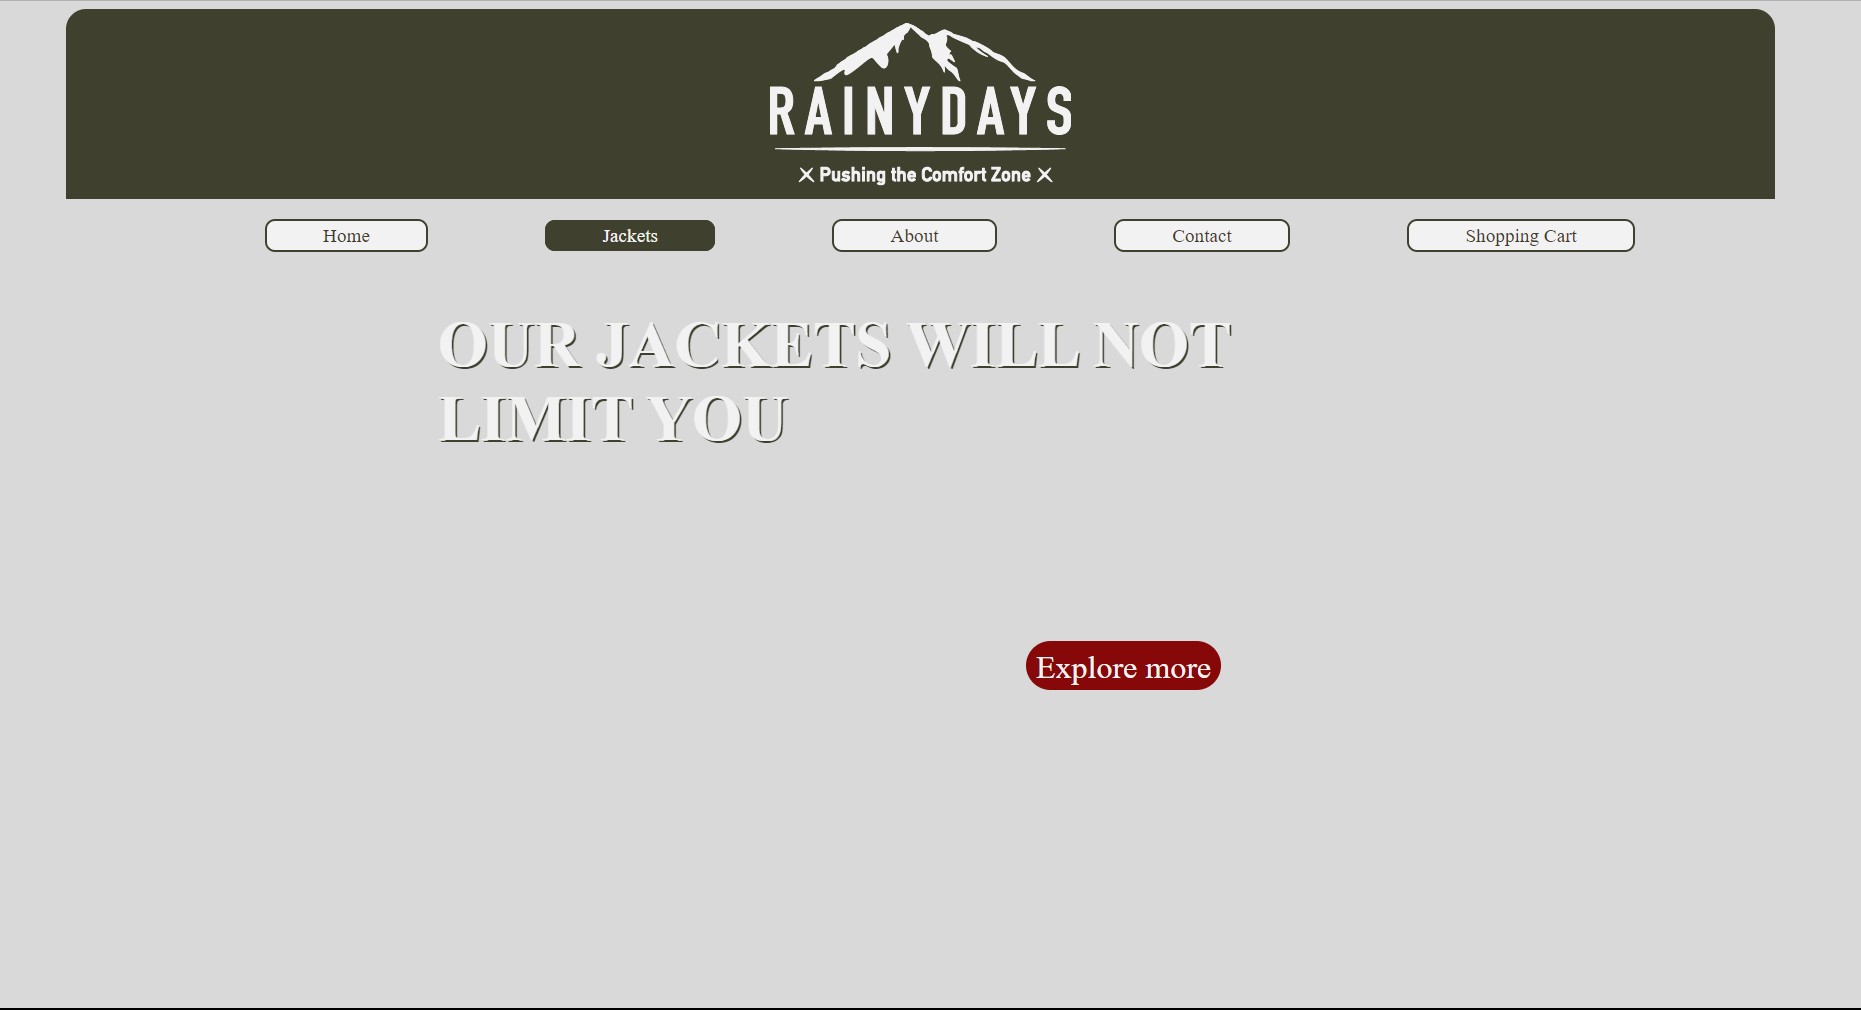 RAINYDAYS
Pushing the Comfort Zone
Home
Jackets
About
Contact
Shopping Cart
OUR JACKETS WILL NOT
LIMIT YOU
Explore more